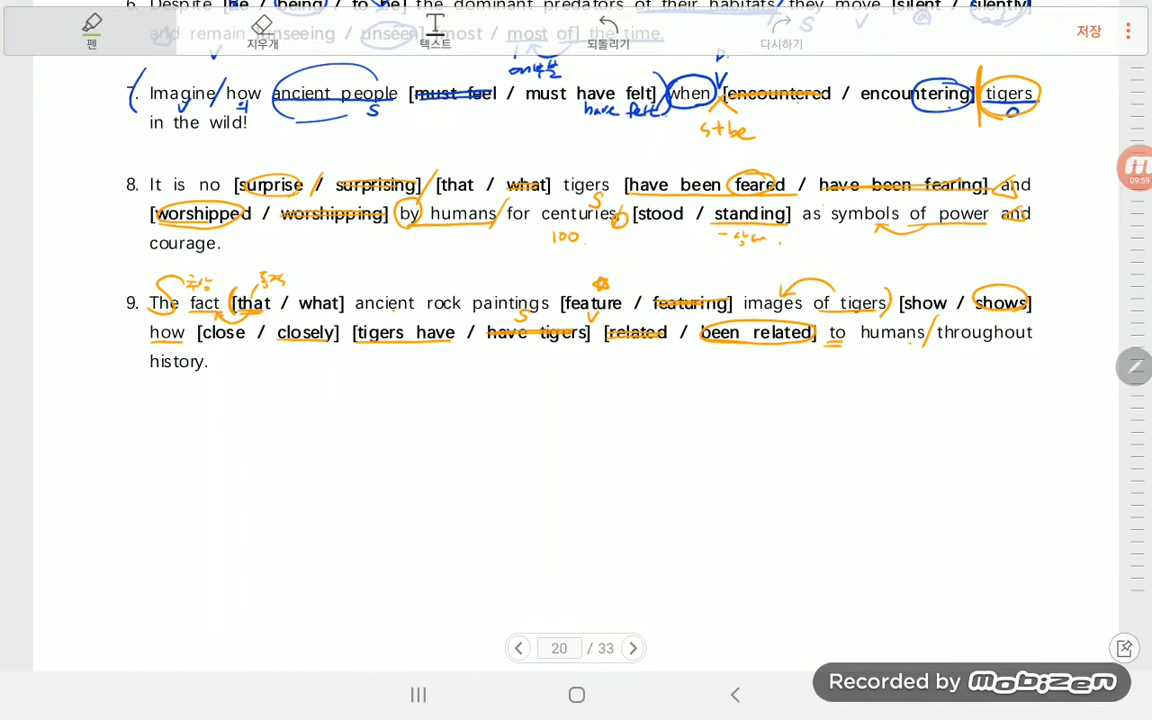 6. Despite [be / being / to be] the dominant predators of their habitats, they move [silent / silently]
and remain [unseeing / unseen] [most / most of] the time.
펜
지우개
텍스트
되돌리기
다시하기
저장
7. Imagine how ancient people [must feel / must have felt] when [encountered / encountering] tigers
S
have felt
V
S+be
O
in the wild!
09:59
8. It is no [surprise / surprising] [that / what] tigers [have been feared / have been fearing] and
S
[worshipped / worshipping] by humans for centuries, [stood / standing] as symbols of power and
100
courage.
9. The fact [that / what] ancient rock paintings [feature / featuring] images of tigers [show / shows]
S
V
how [close / closely] [tigers have / have tigers] [related / been related] to humans throughout
history.
20 / 33
Recorded by mobizen